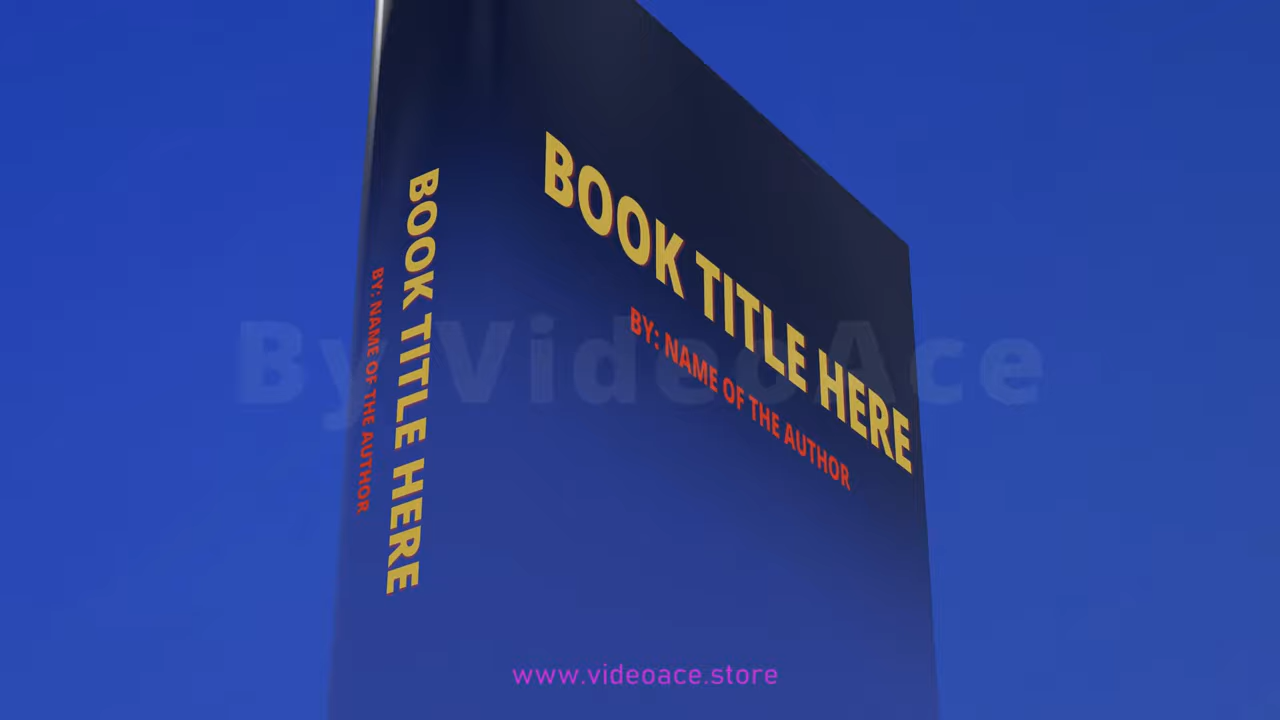 BOOK TITLE HERE
BY: NAME OF THE AUTHOR
BOOK TITLE HERE
BY: NAME OF THE AUTHOR
By VideoAce
www.videoace.store